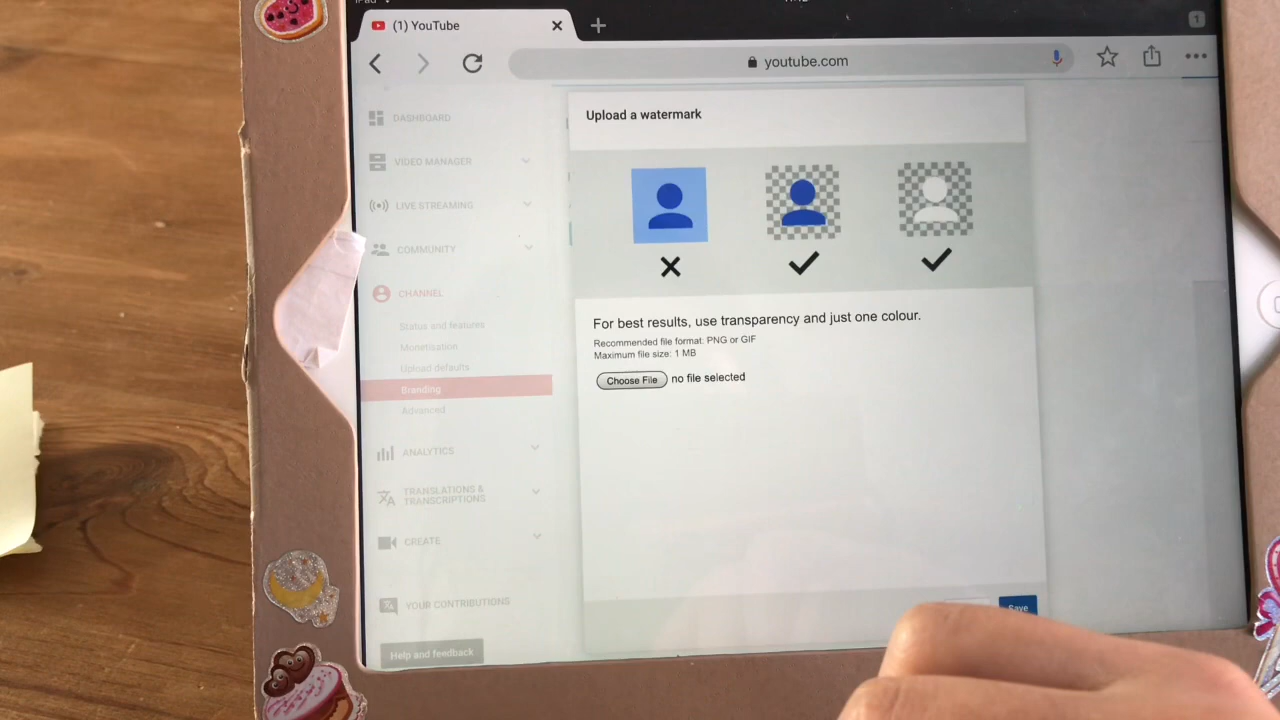 (1) YouTube
1
youtube.com
DASHBOARD
VIDEO MANAGER
LIVE STREAMING
COMMUNITY
CHANNEL
Status and features
Monetisation
Upload defaults
Branding
Advanced
ANALYTICS
TRANSLATIONS &
TRANSCRIPTIONS
CREATE
YOUR CONTRIBUTIONS
Help and feedback
Upload a watermark
For best results, use transparency and just one colour.
Recommended file format: PNG or GIF
Maximum file size: 1 MB
Choose File no file selected
Save